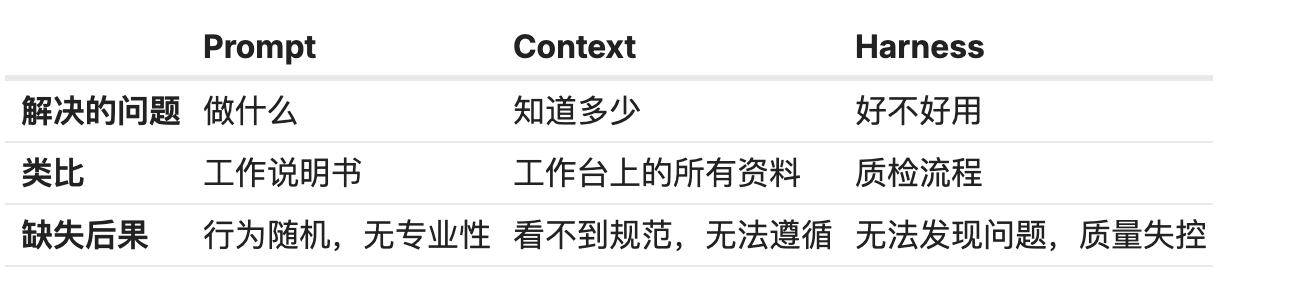 Prompt Context Harness
解决的问题 做什么 知道多少 好不好用
类比 工作说明书 工作台上的所有资料 质检流程
缺失后果 行为随机，无专业性 看不到规范，无法遵循 无法发现问题，质量失控